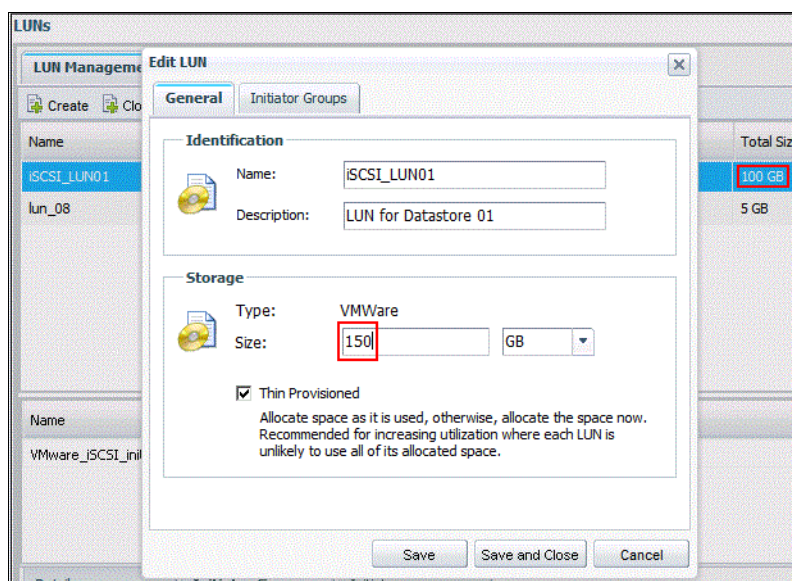 LUNs
LUN Manageme
Create Clo
Name Total Siz
iSCSI_LUN01 100 GB
lun_08 5 GB
Name
VMware_iSCSI_ini
Edit LUN
General Initiator Groups
Identification
Name: iSCSI_LUN01
Description: LUN for Datastore 01
Storage
Type: VMWare
Size: 150 GB
Thin Provisioned
Allocate space as it is used, otherwise, allocate the space now.
Recommended for increasing utilization where each LUN is
unlikely to use all of its allocated space.
Save Save and Close Cancel